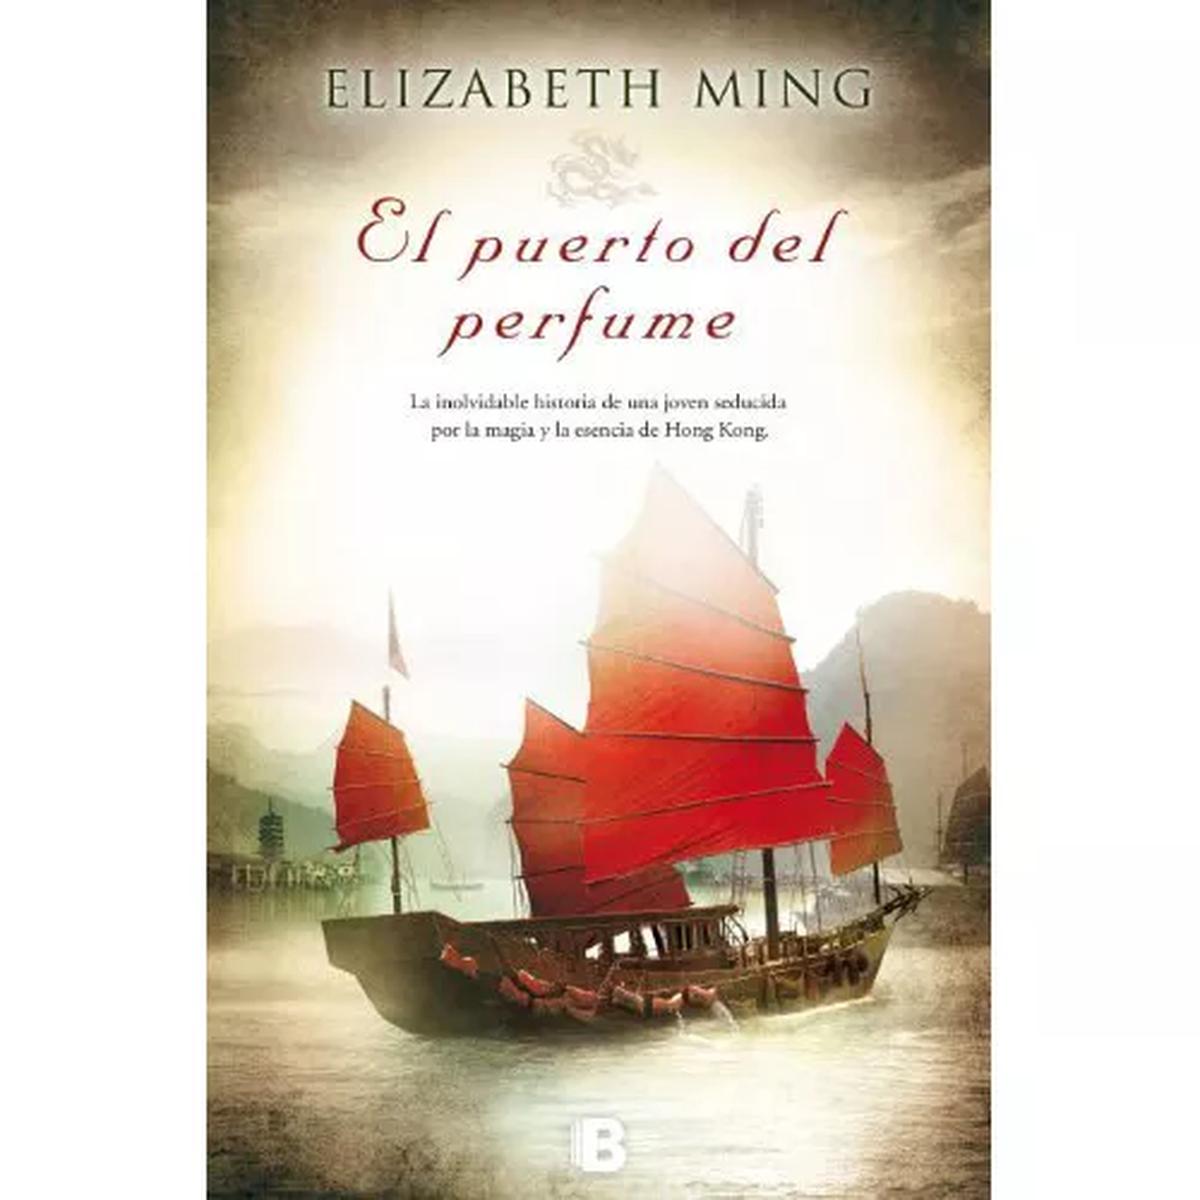 ELIZABETH MING
El puerto del
perfume
La inolvidable historia de una joven seducida
por la magia y la esencia de Hong Kong.
B